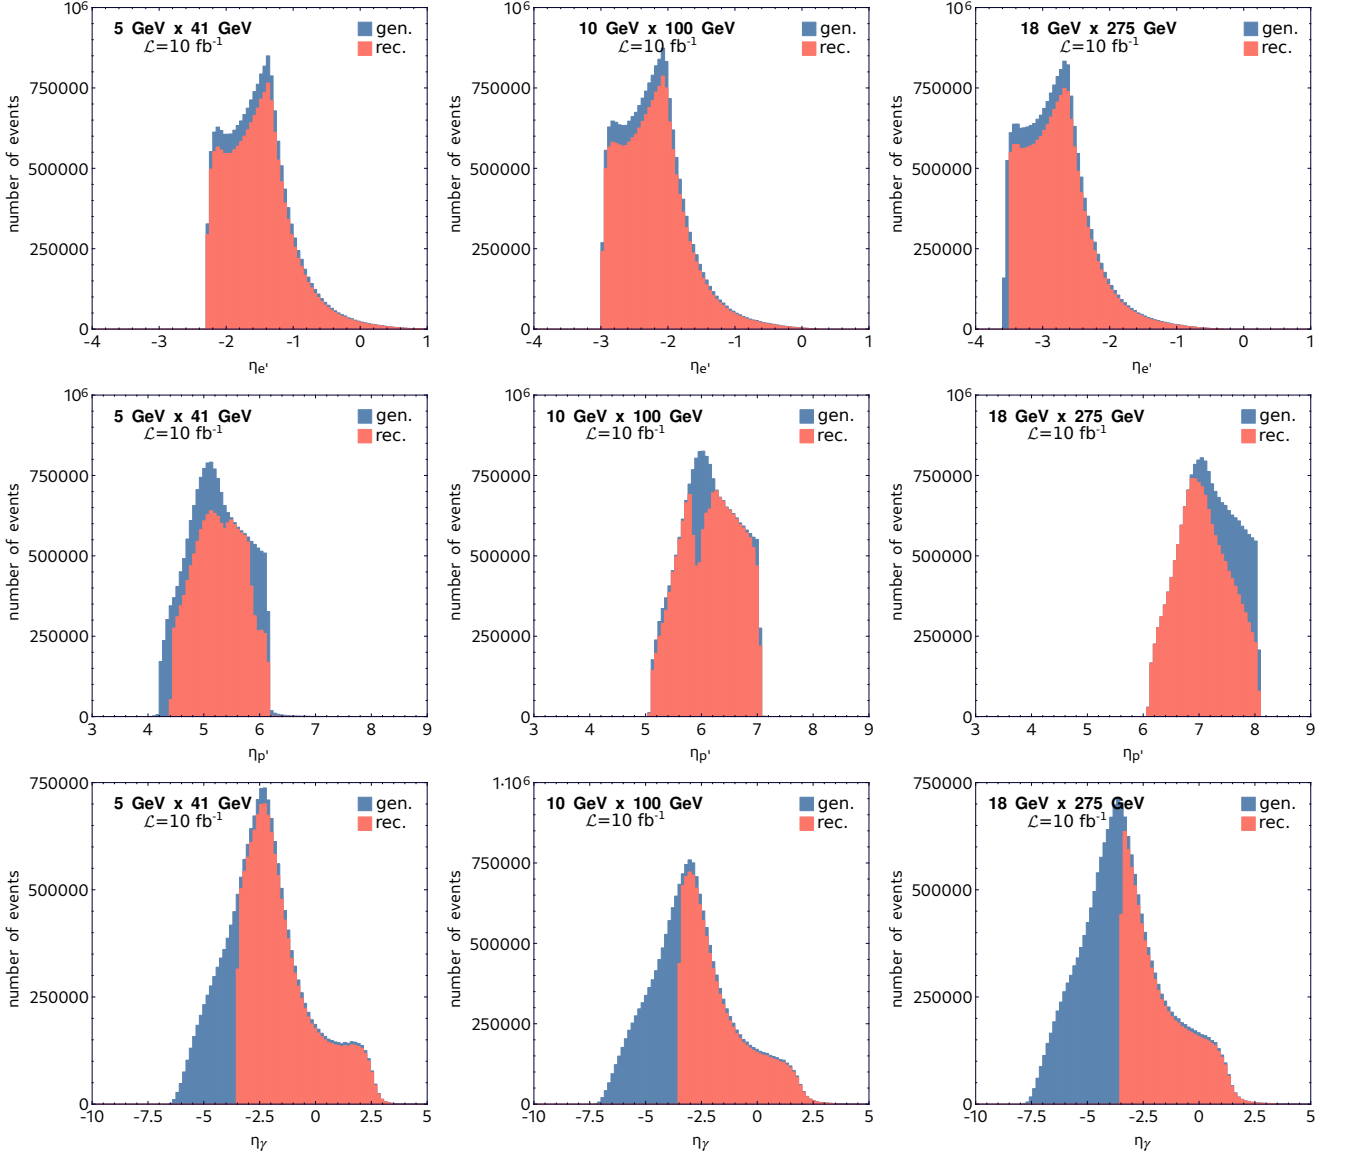 10⁶
750000
500000
250000
0
number of events
5 GeV x 41 GeV
ℒ=10 fb⁻¹
gen.
rec.
-4 -3 -2 -1 0 1
ηₑ'
10⁶
750000
500000
250000
0
number of events
10 GeV x 100 GeV
ℒ=10 fb⁻¹
gen.
rec.
-4 -3 -2 -1 0 1
ηₑ'
10⁶
750000
500000
250000
0
number of events
18 GeV x 275 GeV
ℒ=10 fb⁻¹
gen.
rec.
-4 -3 -2 -1 0 1
ηₑ'
10⁶
750000
500000
250000
0
number of events
5 GeV x 41 GeV
ℒ=10 fb⁻¹
gen.
rec.
3 4 5 6 7 8 9
ηₚ'
10⁶
750000
500000
250000
0
number of events
10 GeV x 100 GeV
ℒ=10 fb⁻¹
gen.
rec.
3 4 5 6 7 8 9
ηₚ'
10⁶
750000
500000
250000
0
number of events
18 GeV x 275 GeV
ℒ=10 fb⁻¹
gen.
rec.
3 4 5 6 7 8 9
ηₚ'
750000
500000
250000
0
number of events
5 GeV x 41 GeV
ℒ=10 fb⁻¹
gen.
rec.
-10 -7.5 -5 -2.5 0 2.5 5
ηᵧ
1·10⁶
750000
500000
250000
0
number of events
10 GeV x 100 GeV
ℒ=10 fb⁻¹
gen.
rec.
-10 -7.5 -5 -2.5 0 2.5 5
ηᵧ
750000
500000
250000
0
number of events
18 GeV x 275 GeV
ℒ=10 fb⁻¹
gen.
rec.
-10 -7.5 -5 -2.5 0 2.5 5
ηᵧ